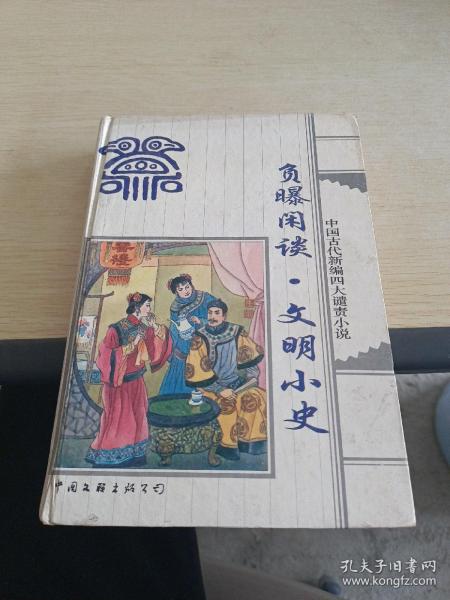 负曝闲谈·文明小史
中国古代新编四大谴责小说
中国文联出版公司
孔夫子旧书网
www.kongfz.com